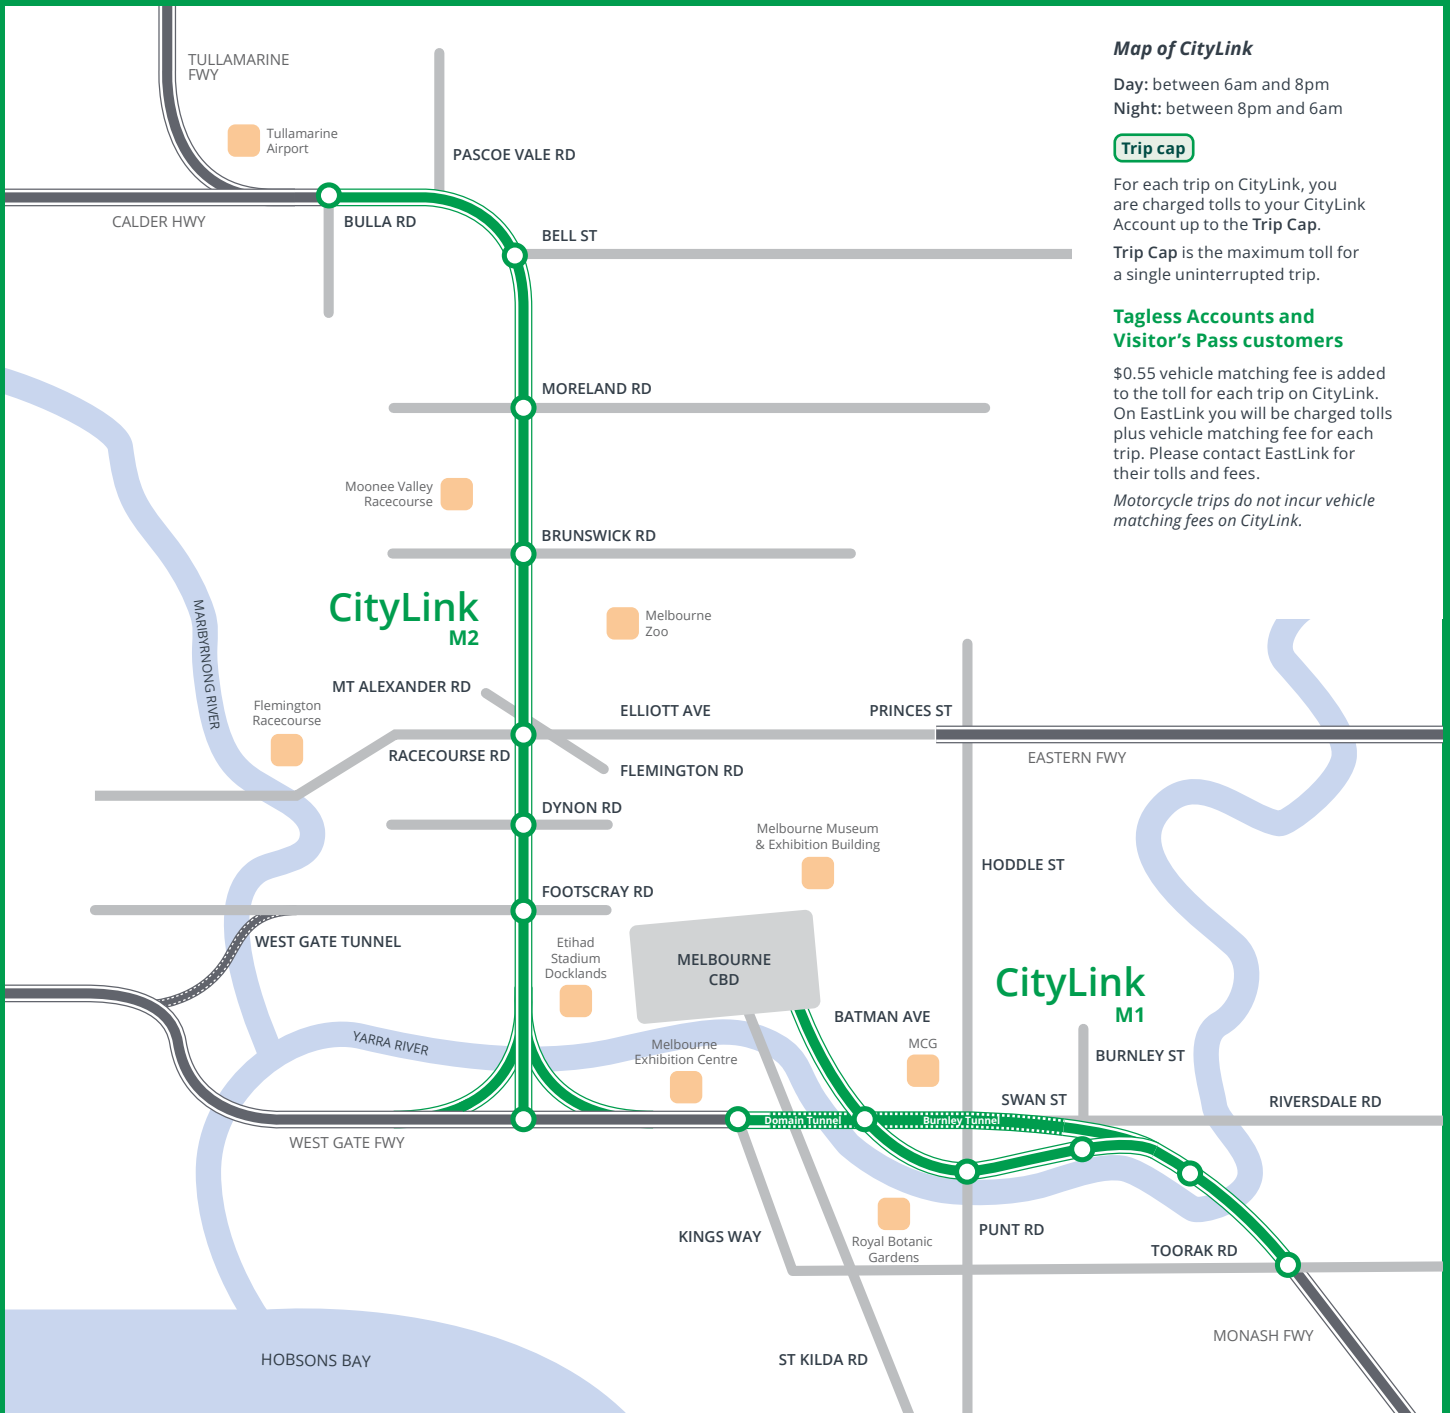 Map of CityLink
Day: between 6am and 8pm
Night: between 8pm and 6am
Trip cap
For each trip on CityLink, you
are charged tolls to your CityLink
Account up to the Trip Cap.
Trip Cap is the maximum toll for
a single uninterrupted trip.
Tagless Accounts and
Visitor’s Pass customers
$0.55 vehicle matching fee is added
to the toll for each trip on CityLink.
On EastLink you will be charged tolls
plus vehicle matching fee for each
trip. Please contact EastLink for
their tolls and fees.
Motorcycle trips do not incur vehicle
matching fees on CityLink.
TULLAMARINE
FWY
Tullamarine
Airport
PASCOE VALE RD
CALDER HWY
BULLA RD
BELL ST
MORELAND RD
Moonee Valley
Racecourse
BRUNSWICK RD
CityLink
M2
Melbourne
Zoo
MARIBYRNONG RIVER
MT ALEXANDER RD
Flemington
Racecourse
ELLIOTT AVE
PRINCES ST
RACECOURSE RD
EASTERN FWY
FLEMINGTON RD
DYNON RD
Melbourne Museum
& Exhibition Building
HODDLE ST
FOOTSCRAY RD
WEST GATE TUNNEL
Etihad
Stadium
Docklands
MELBOURNE
CBD
CityLink
M1
BATMAN AVE
YARRA RIVER
Melbourne
Exhibition Centre
MCG
BURNLEY ST
SWAN ST
RIVERSDALE RD
Domain Tunnel
Burnley Tunnel
WEST GATE FWY
KINGS WAY
Royal Botanic
Gardens
PUNT RD
TOORAK RD
MONASH FWY
HOBSONS BAY
ST KILDA RD